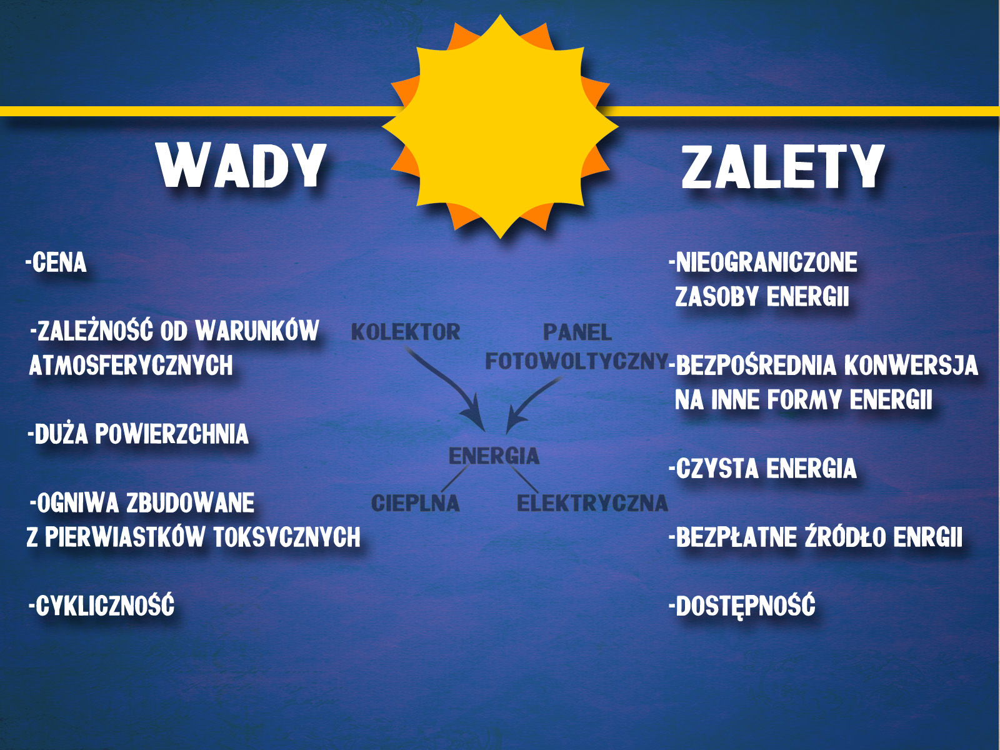 WADY
-CENA
-ZALEŻNOŚĆ OD WARUNKÓW
ATMOSFERYCZNYCH
-DUŻA POWIERZCHNIA
-OGNIWA ZBUDOWANE
Z PIERWIASTKÓW TOKSYCZNYCH
-CYKLICZNOŚĆ
KOLEKTOR
PANEL
FOTOWOLTYCZNY
ENERGIA
CIEPLNA
ELEKTRYCZNA
ZALETY
-NIEOGRANICZONE
ZASOBY ENERGII
-BEZPOŚREDNIA KONWERSJA
NA INNE FORMY ENERGII
-CZYSTA ENERGIA
-BEZPŁATNE ŹRÓDŁO ENRGII
-DOSTĘPNOŚĆ